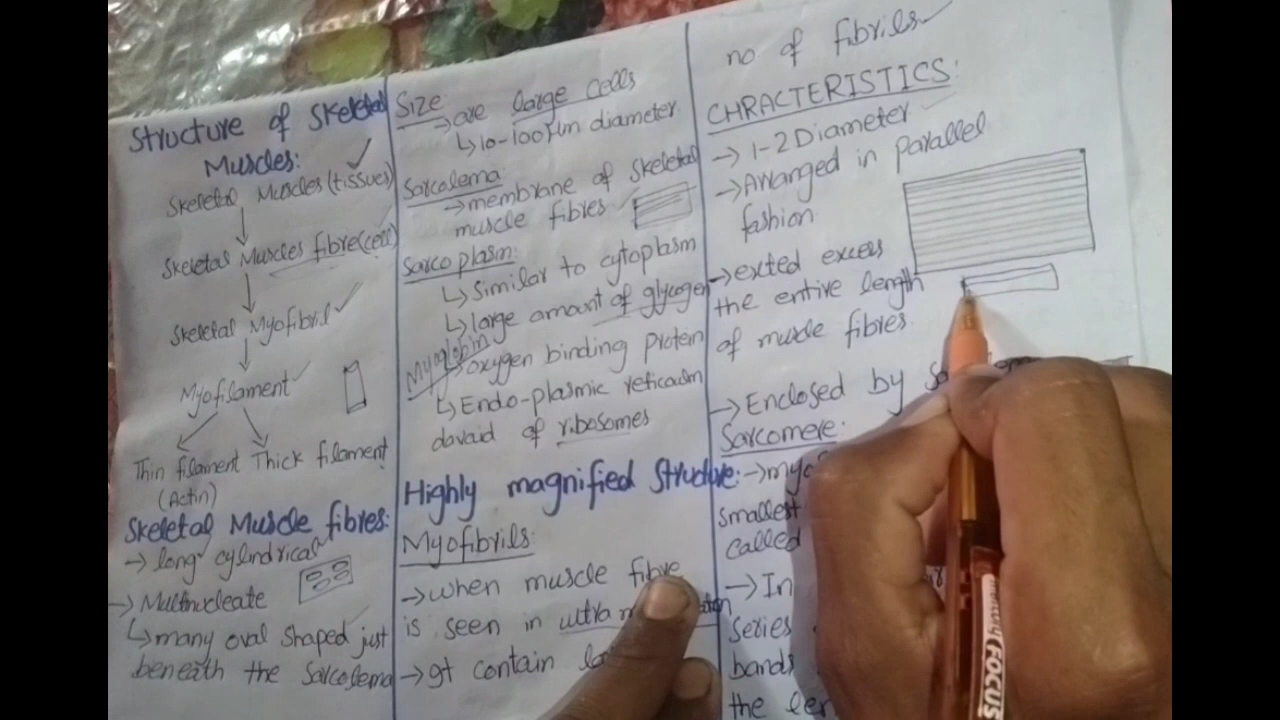 Structure of Skeletal
Muscles:
Skeletal Muscles (tissues)
Skeletal Muscles fibre(cell)
Skeletal Myofibril
Myofilament
Thin filament Thick filament
(Actin)
Skeletal Muscle fibres:
→ long cylindrical
→ Multinucleate
↳ many oval shaped just
beneath the Sarcolema
Size:
→ are large cells
↳ 10-100 μm diameter
Sarcolema:
→ membrane of Skeletal
muscle fibres
Sarcoplasm:
↳ Similar to cytoplasm
↳ large amount of glycogen
Myoglobin
→ oxygen binding protein
↳ Endo-plasmic reticulum
davoid of ribosomes
Highly magnified Structure:
Myofibrils:
→ when muscle fibre
is seen in ultra
→ It contain
no of fibrils
CHRACTERISTICS:
→ 1-2 Diameter
→ Arranged in parallel
fashion
→ exted excess
the entire length
of muscle fibres.
→ Enclosed by
Sarcomere:
smallest
called
→ In
series
bands
the
FOCUS